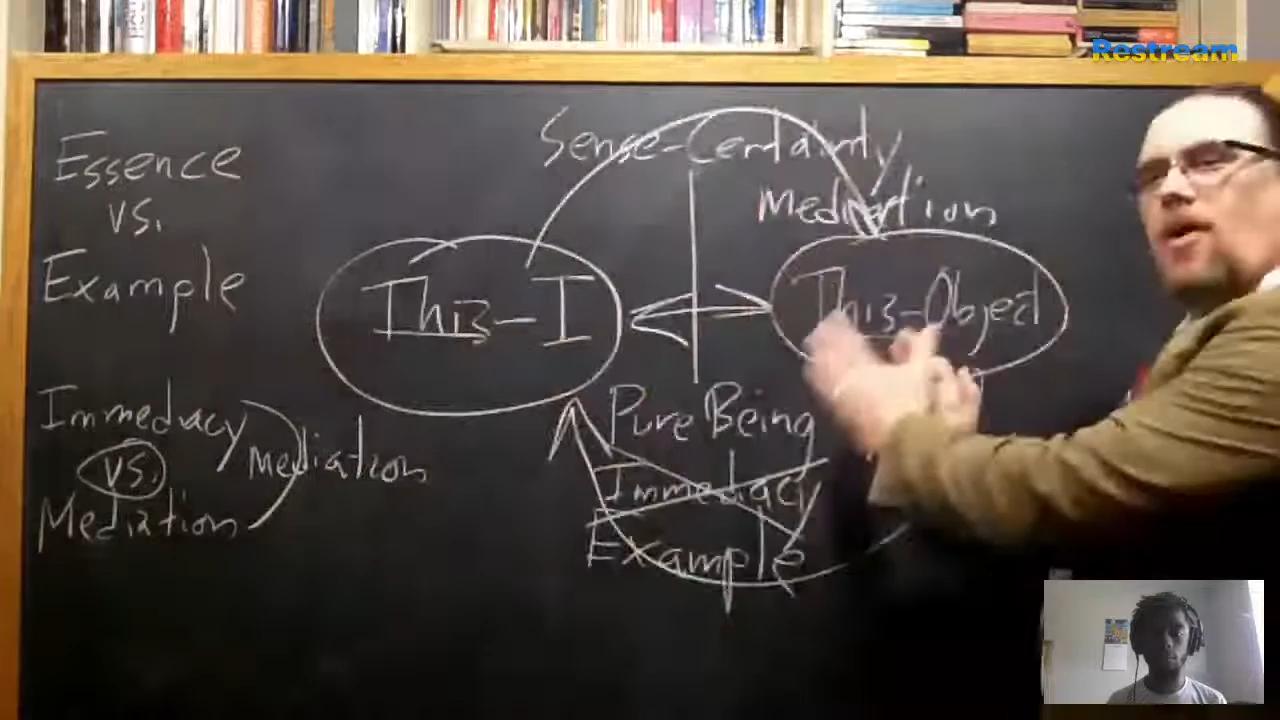 Restream
Essence
vs.
Example
Immediacy
vs.
Mediation
Mediation
Sense-Certainty
Mediation
This-I
This-Object
Pure Being
Immediacy
Example